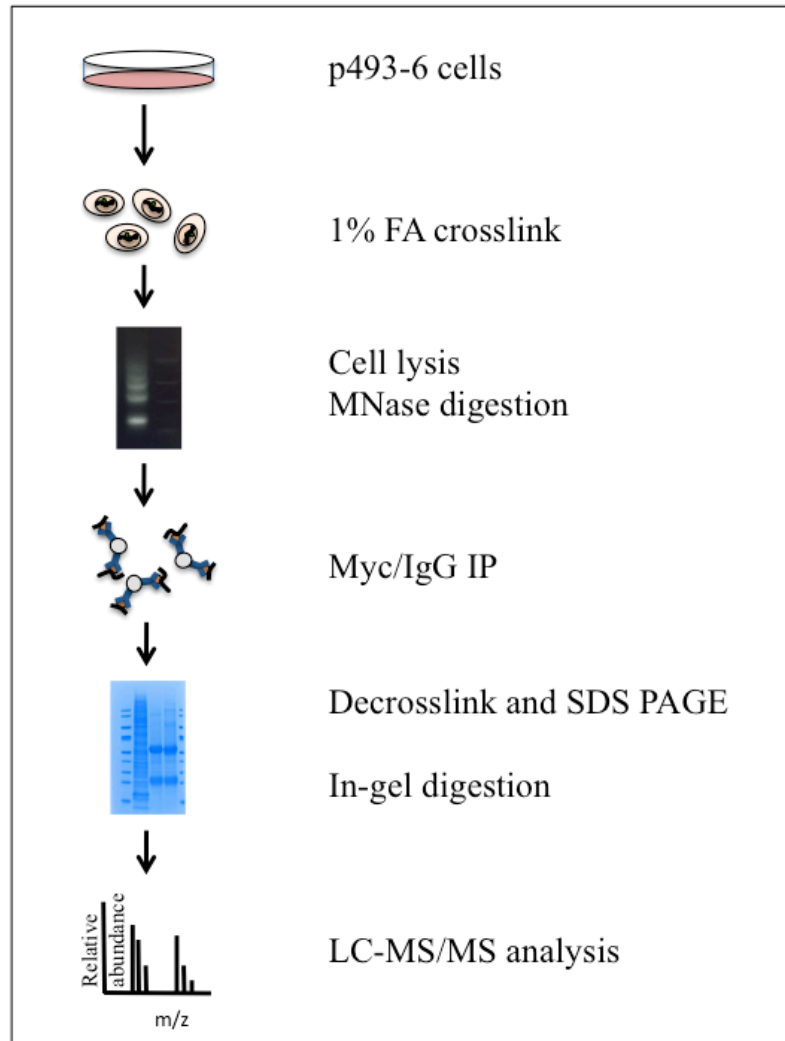 p493-6 cells
1% FA crosslink
Cell lysis
MNase digestion
Myc/IgG IP
Decrosslink and SDS PAGE
In-gel digestion
Relative
abundance
m/z
LC-MS/MS analysis